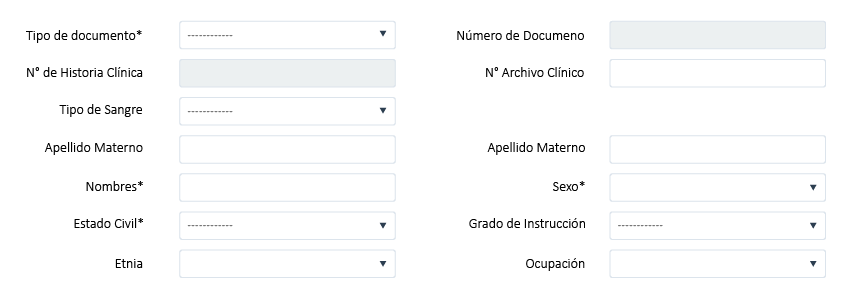 Tipo de documento* ------------ Número de Documeno
N° de Historia Clínica N° Archivo Clínico
Tipo de Sangre ------------
Apellido Materno Apellido Materno
Nombres* Sexo*
Estado Civil* ------------ Grado de Instrucción ------------
Etnia Ocupación